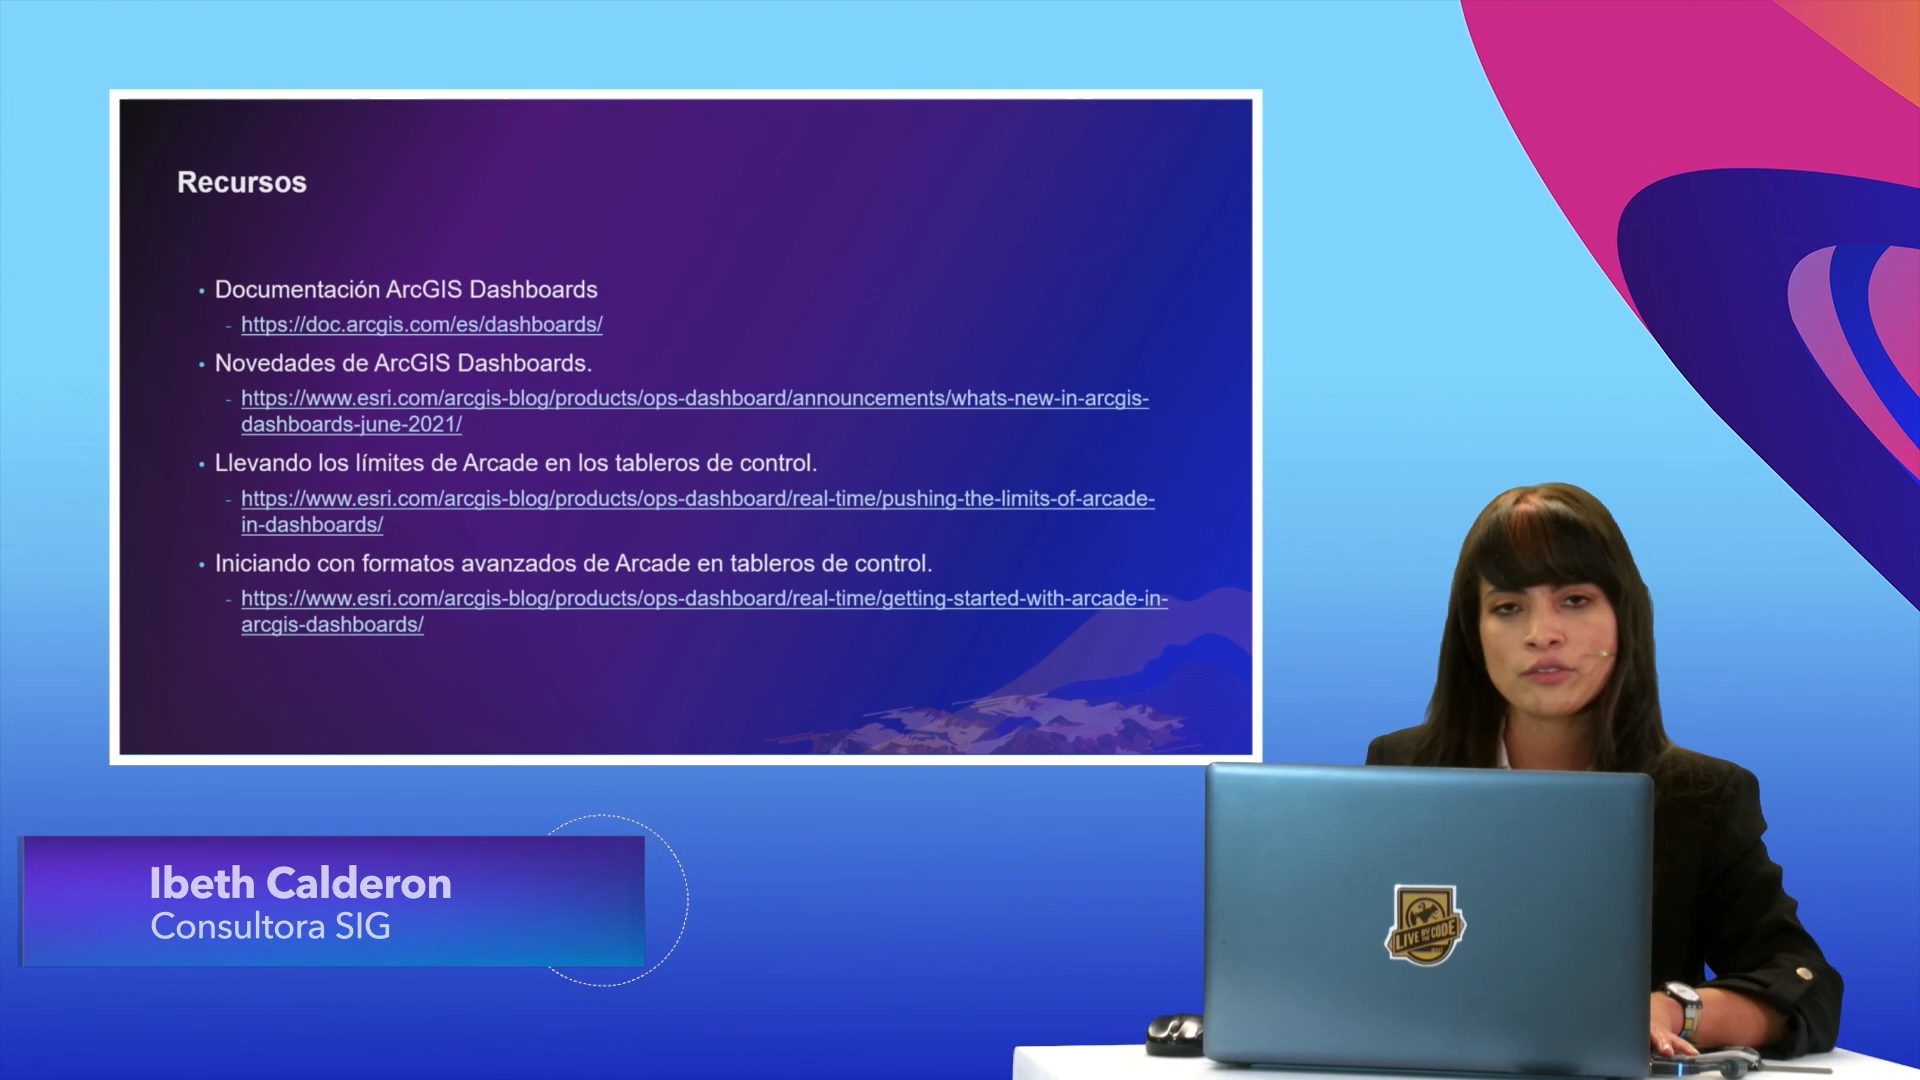 Recursos
• Documentación ArcGIS Dashboards
- https://doc.arcgis.com/es/dashboards/
• Novedades de ArcGIS Dashboards.
- https://www.esri.com/arcgis-blog/products/ops-dashboard/announcements/whats-new-in-arcgis-
dashboards-june-2021/
• Llevando los límites de Arcade en los tableros de control.
- https://www.esri.com/arcgis-blog/products/ops-dashboard/real-time/pushing-the-limits-of-arcade-
in-dashboards/
• Iniciando con formatos avanzados de Arcade en tableros de control.
- https://www.esri.com/arcgis-blog/products/ops-dashboard/real-time/getting-started-with-arcade-in-
arcgis-dashboards/
Ibeth Calderon
Consultora SIG
LIVE BY THE CODE